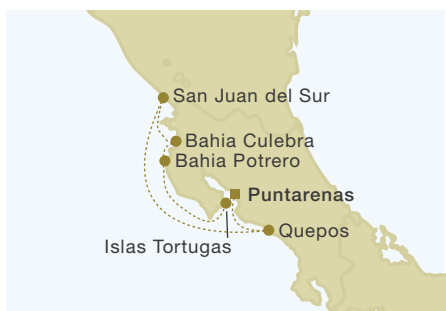 San Juan del Sur
Bahia Culebra
Bahia Potrero
Puntarenas
Quepos
Islas Tortugas